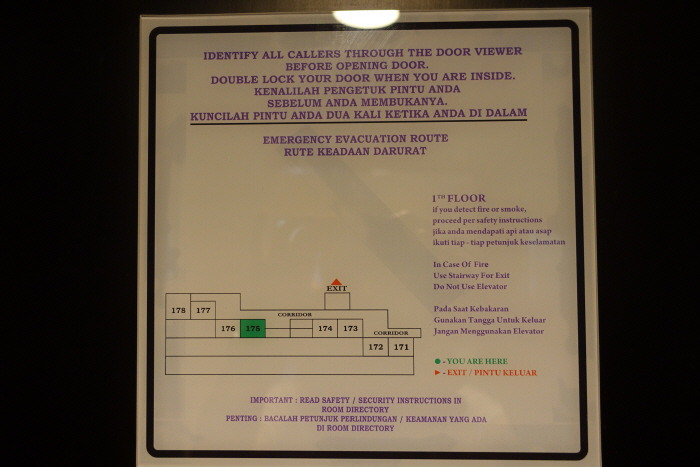 IDENTIFY ALL CALLERS THROUGH THE DOOR VIEWER
BEFORE OPENING DOOR.
DOUBLE LOCK YOUR DOOR WHEN YOU ARE INSIDE.
KENALILAH PENGETUK PINTU ANDA
SEBELUM ANDA MEMBUKANYA.
KUNCILAH PINTU ANDA DUA KALI KETIKA ANDA DI DALAM
EMERGENCY EVACUATION ROUTE
RUTE KEADAAN DARURAT
1TH FLOOR
if you detect fire or smoke,
proceed per safety instructions
jika anda mendapati api atau asap
ikuti tiap - tiap petunjuk keselamatan
In Case Of Fire
Use Stairway For Exit
Do Not Use Elevator
Pada Saat Kebakaran
Gunakan Tangga Untuk Keluar
Jangan Menggunakan Elevator
EXIT
178 177
CORRIDOR
176 175 174 173
CORRIDOR
172 171
- YOU ARE HERE
- EXIT / PINTU KELUAR
IMPORTANT : READ SAFETY / SECURITY INSTRUCTIONS IN
ROOM DIRECTORY
PENTING : BACALAH PETUNJUK PERLINDUNGAN / KEAMANAN YANG ADA
DI ROOM DIRECTORY